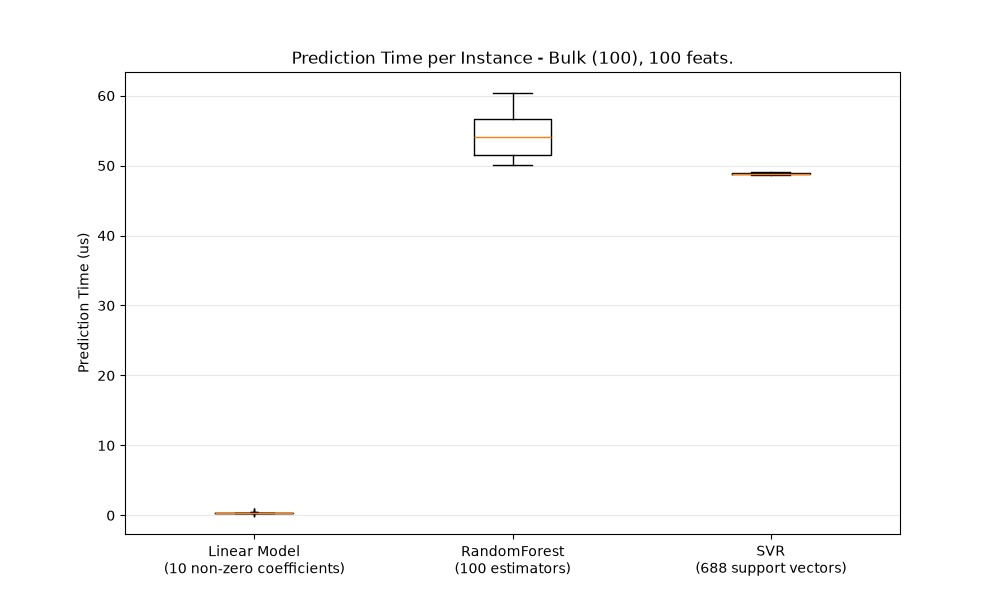 Prediction Time per Instance - Bulk (100), 100 feats.
60
50
40
30
20
10
0
Prediction Time (us)
Linear Model
(10 non-zero coefficients)
RandomForest
(100 estimators)
SVR
(688 support vectors)